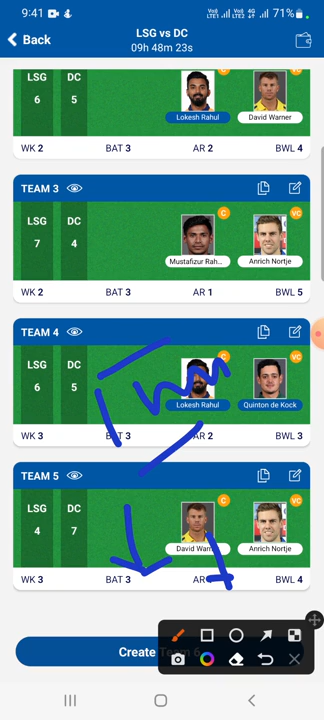 9:41 71%
LSG vs DC
Back
09h 48m 23s
LSG DC C VC
6 5
Lokesh Rahul David Warner
WK 2 BAT 3 AR 2 BWL 4
TEAM 3
LSG DC C VC
7 4
Mustafizur Rah... Anrich Nortje
WK 2 BAT 3 AR 1 BWL 5
TEAM 4
LSG DC C VC
6 5
Lokesh Rahul Quinton de Kock
WK 3 BAT 3 AR 2 BWL 3
TEAM 5
LSG DC C VC
4 7
David Anrich Nortje
WK 3 BAT 3 AR BWL 4
Create Team 6